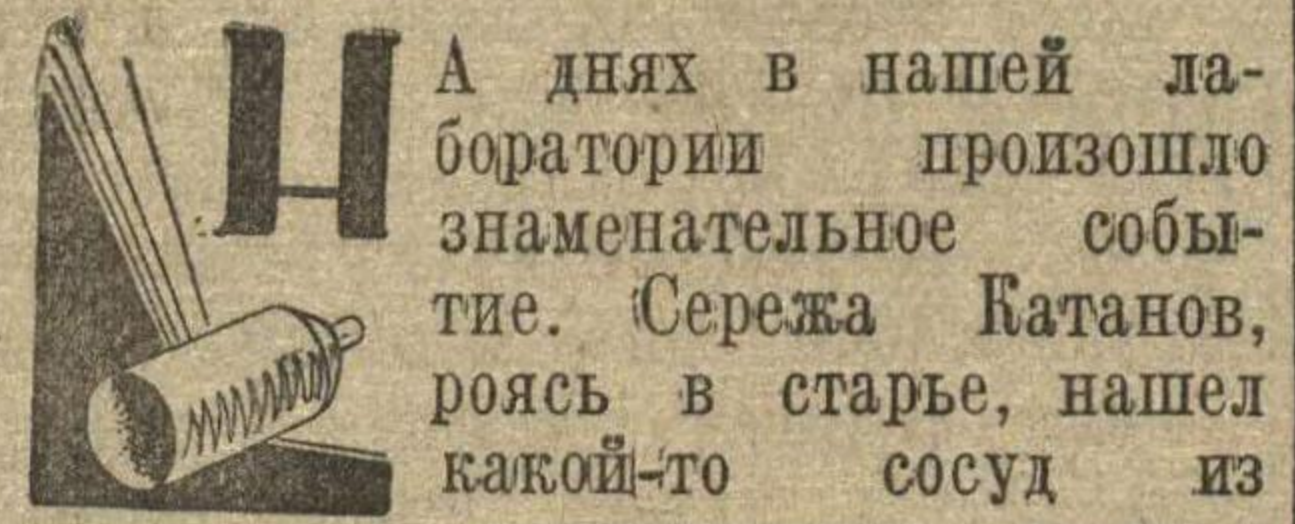 НА днях в нашей ла-
боратории произошло
знаменательное собы-
тие. Сережа Катанов,
роясь в старье, нашел
какой-то сосуд из